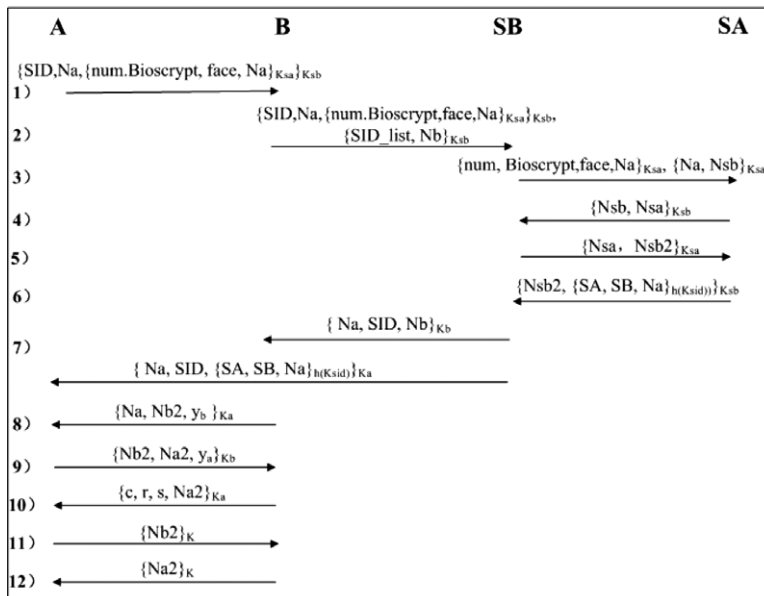 A B SB SA
{SID,Na,{num.Bioscrypt, face, Na}Ksa}Ksb
1)
{SID,Na,{num.Bioscrypt,face,Na}Ksa}Ksb,
2) {SID_list, Nb}Ksb
{num, Bioscrypt,face,Na}Ksa, {Na, Nsb}Ksa
3)
4) {Nsb, Nsa}Ksb
5) {Nsa, Nsb2}Ksa
6) {Nsb2, {SA, SB, Na}h(Ksid))}Ksb
7) { Na, SID, Nb}Kb
{ Na, SID, {SA, SB, Na}h(Ksid)}Ka
8) {Na, Nb2, yb }Ka
9) {Nb2, Na2, ya}Kb
10) {c, r, s, Na2}Ka
11) {Nb2}K
12) {Na2}K